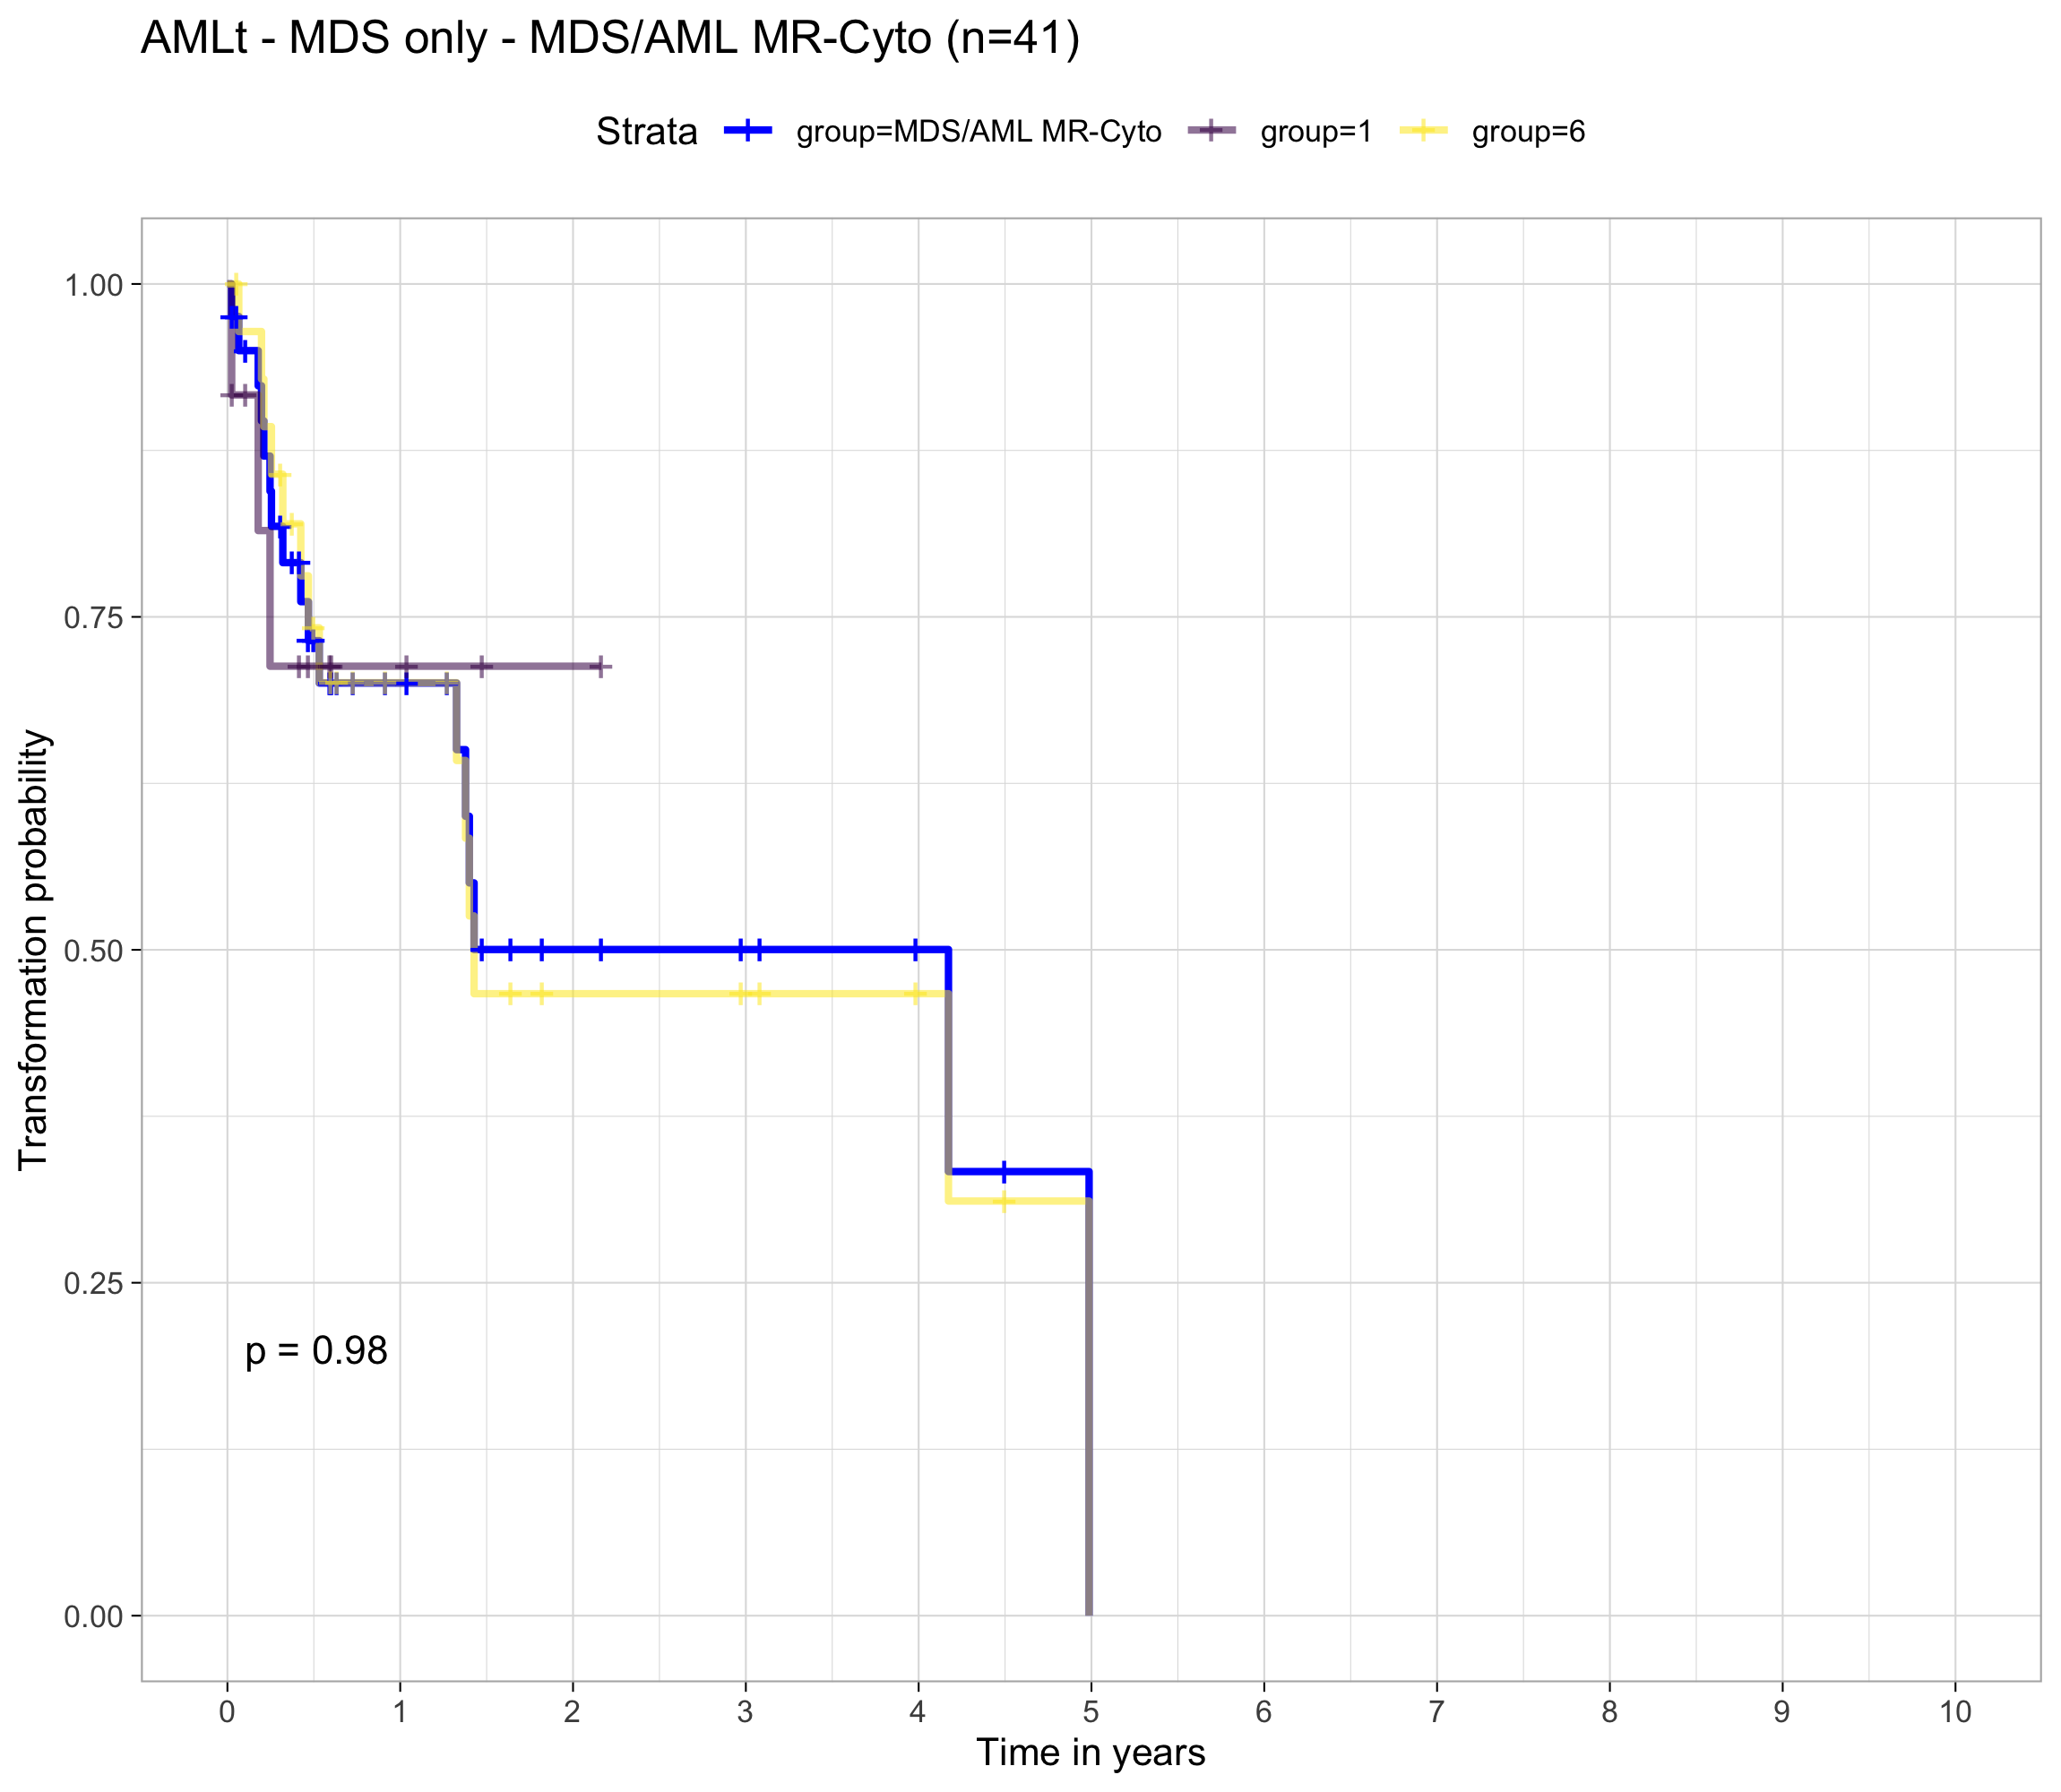 AMLt - MDS only - MDS/AML MR-Cyto (n=41)
Strata group=MDS/AML MR-Cyto group=1 group=6
Transformation probability
1.00
0.75
0.50
0.25
0.00
p = 0.98
0 1 2 3 4 5 6 7 8 9 10
Time in years